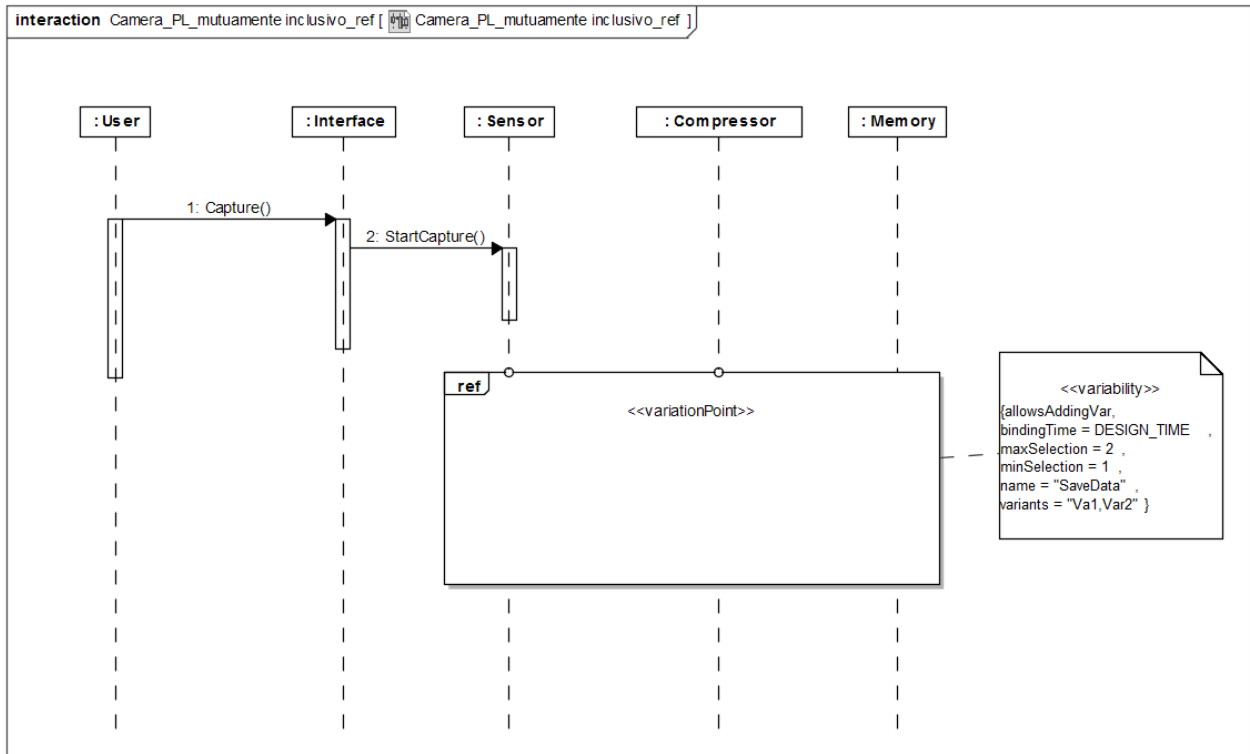 interaction Camera_PL_mutuamente inclusivo_ref [ Camera_PL_mutuamente inclusivo_ref ]
: User
: Interface
: Sensor
: Compressor
: Memory
1: Capture()
2: StartCapture()
ref
<<variationPoint>>
<<variability>>
{allowsAddingVar,
bindingTime = DESIGN_TIME ,
maxSelection = 2 ,
minSelection = 1 ,
name = "SaveData" ,
variants = "Va1,Var2" }